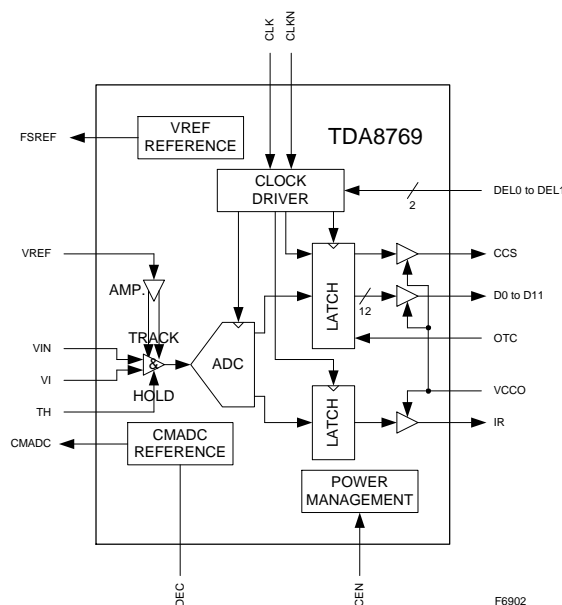 CLK
CLKN
TDA8769
FSREF
VREF
REFERENCE
CLOCK
DRIVER
DEL0 to DEL1
2
VREF
AMP.
LATCH
CCS
12
D0 to D11
TRACK
&
HOLD
ADC
OTC
VIN
VI
TH
VCCO
LATCH
IR
CMADC
CMADC
REFERENCE
POWER
MANAGEMENT
DEC
CEN
F6902